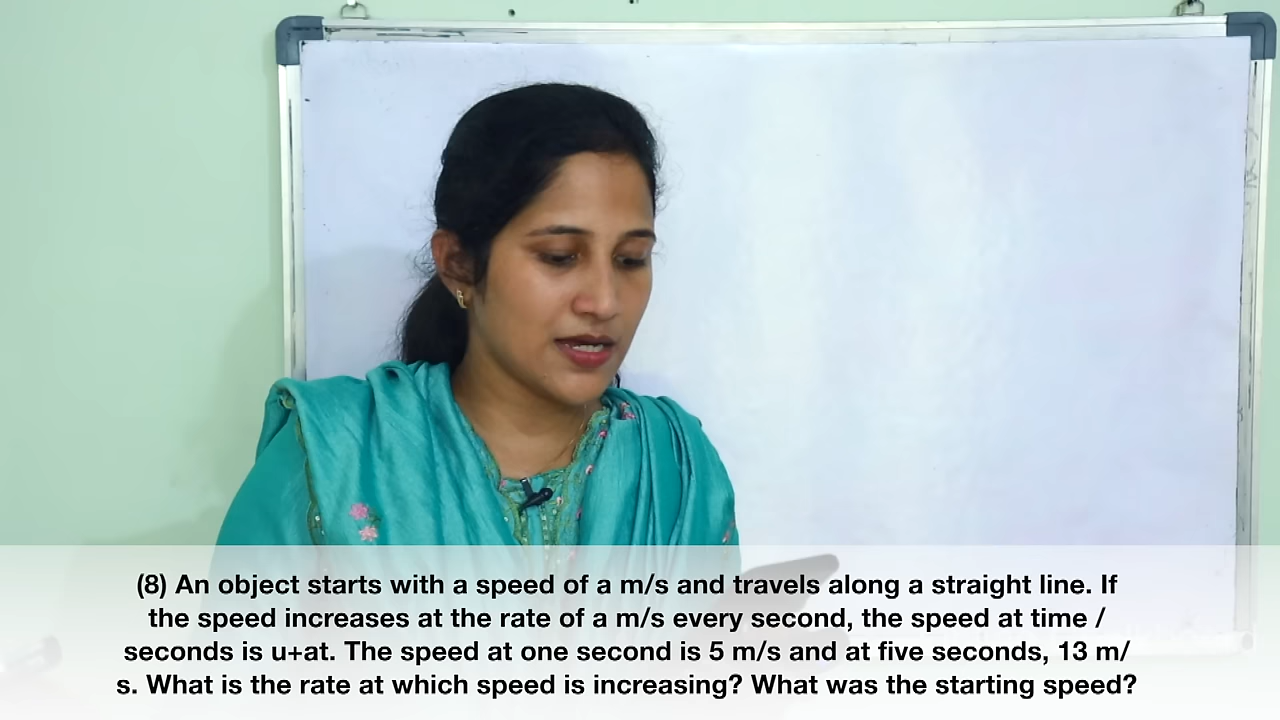 (8) An object starts with a speed of a m/s and travels along a straight line. If
the speed increases at the rate of a m/s every second, the speed at time /
seconds is u+at. The speed at one second is 5 m/s and at five seconds, 13 m/
s. What is the rate at which speed is increasing? What was the starting speed?